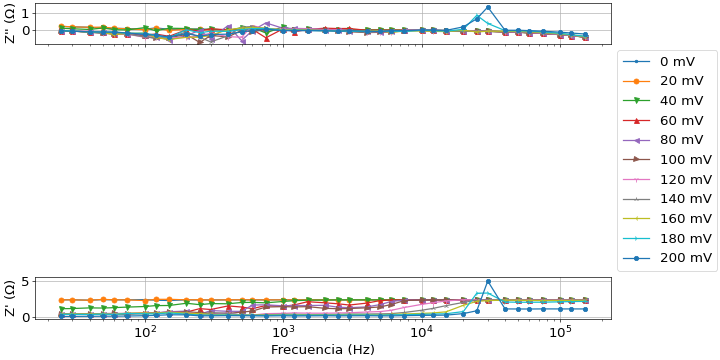 Z'' (Ω)
1
0
0 mV
20 mV
40 mV
60 mV
80 mV
100 mV
120 mV
140 mV
160 mV
180 mV
200 mV
Z' (Ω)
5
0
10² 10³ 10⁴ 10⁵
Frecuencia (Hz)